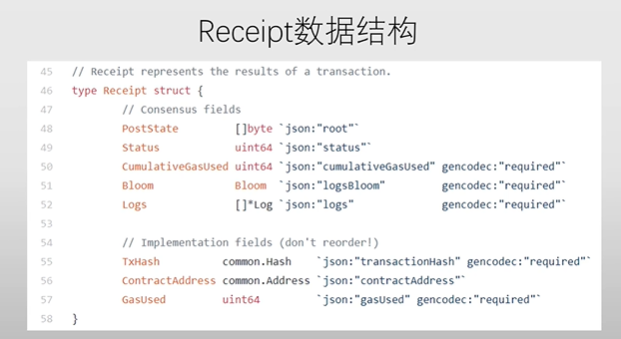 Receipt数据结构
45 // Receipt represents the results of a transaction.
46 type Receipt struct {
47 // Consensus fields
48 PostState []byte `json:"root"`
49 Status uint64 `json:"status"`
50 CumulativeGasUsed uint64 `json:"cumulativeGasUsed" gencodec:"required"`
51 Bloom Bloom `json:"logsBloom" gencodec:"required"`
52 Logs []*Log `json:"logs" gencodec:"required"`
53
54 // Implementation fields (don't reorder!)
55 TxHash common.Hash `json:"transactionHash" gencodec:"required"`
56 ContractAddress common.Address `json:"contractAddress"`
57 GasUsed uint64 `json:"gasUsed" gencodec:"required"`
58 }